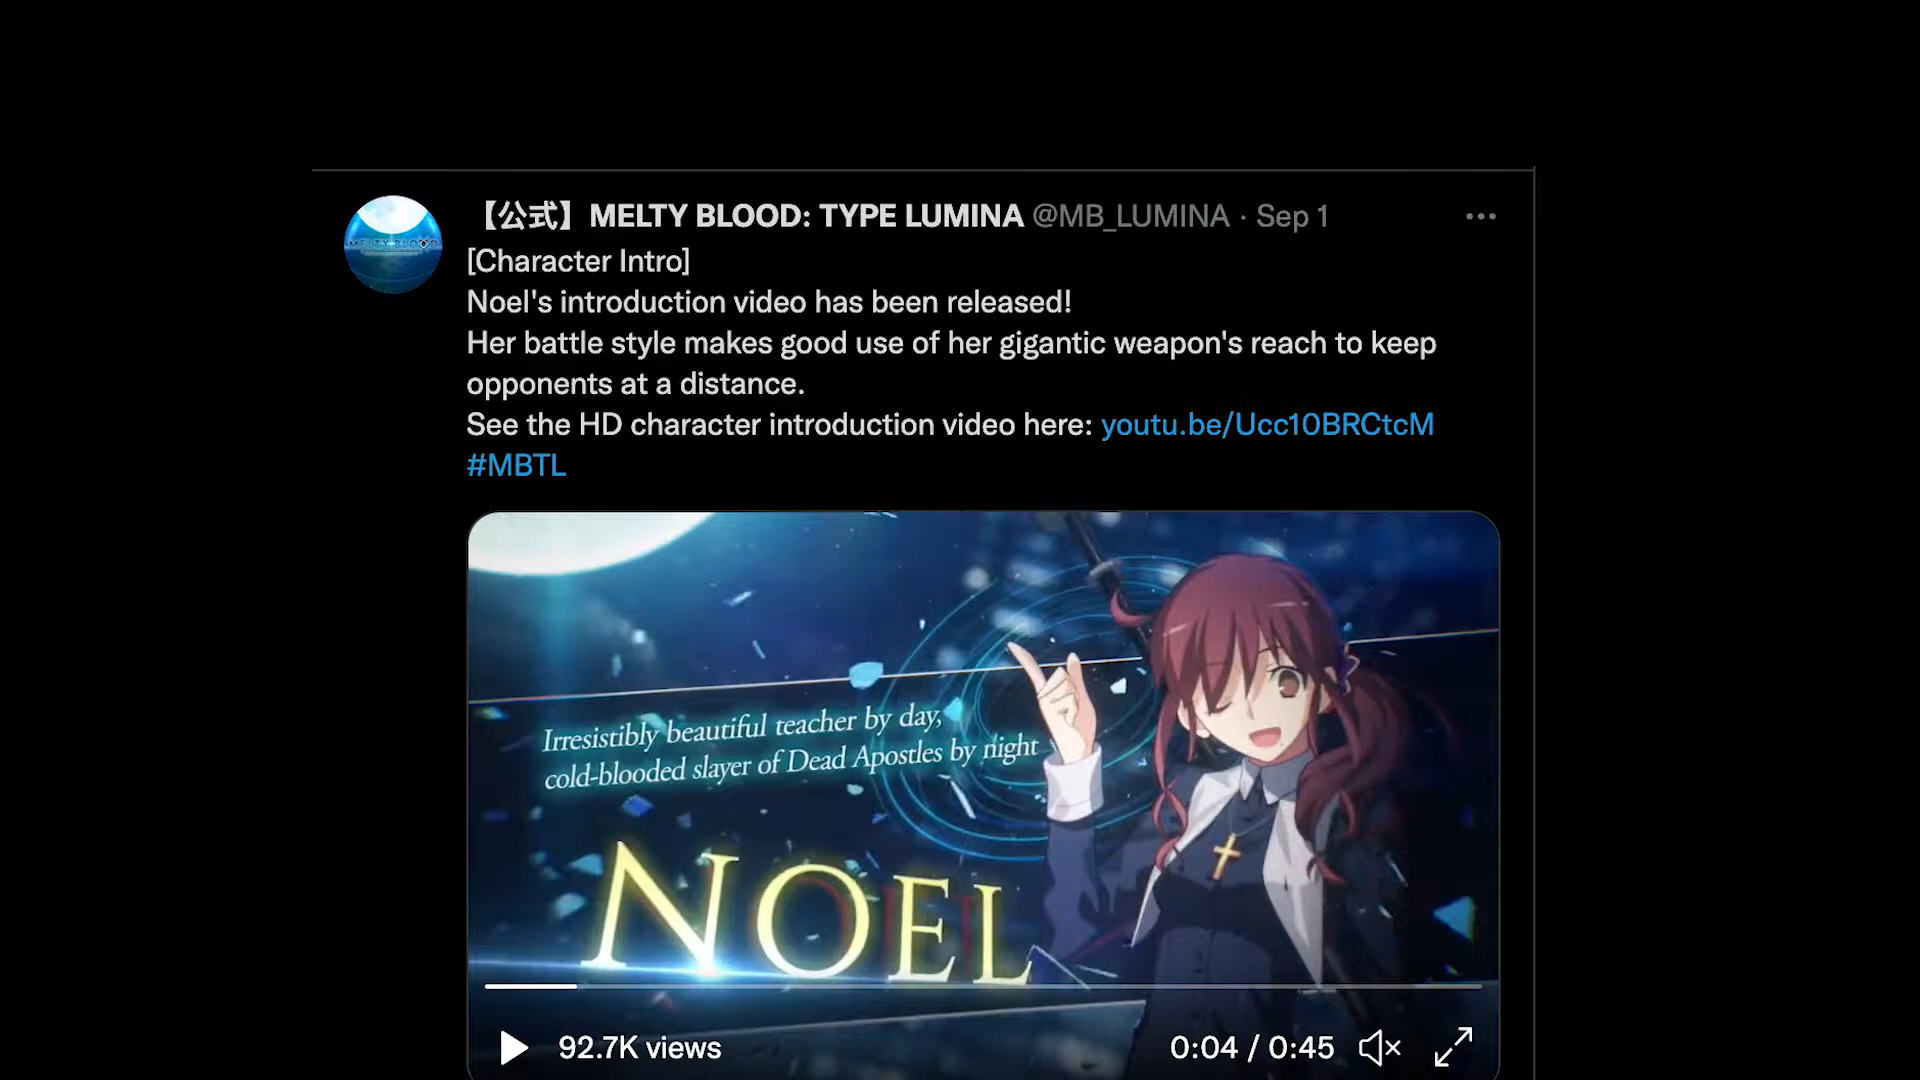 【公式】MELTY BLOOD: TYPE LUMINA @MB_LUMINA · Sep 1
MELTY BLOOD
[Character Intro]
Noel's introduction video has been released!
Her battle style makes good use of her gigantic weapon's reach to keep
opponents at a distance.
See the HD character introduction video here: youtu.be/Ucc10BRCtcM
#MBTL
Irresistibly beautiful teacher by day,
cold-blooded slayer of Dead Apostles by night
NOEL
92.7K views
0:04 / 0:45